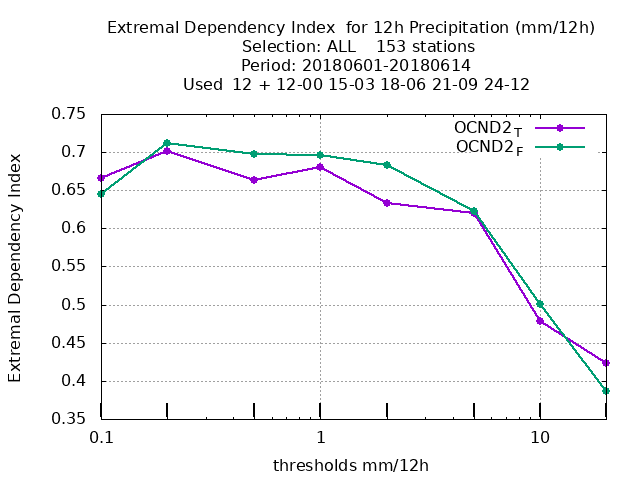 Extremal Dependency Index  for 12h Precipitation (mm/12h)
Selection: ALL    153 stations
Period: 20180601-20180614
Used  12 + 12-00 15-03 18-06 21-09 24-12
OCND2T
OCND2F
0.75
0.7
0.65
0.6
0.55
0.5
0.45
0.4
0.35
Extremal Dependency Index
0.1
1
10
thresholds mm/12h